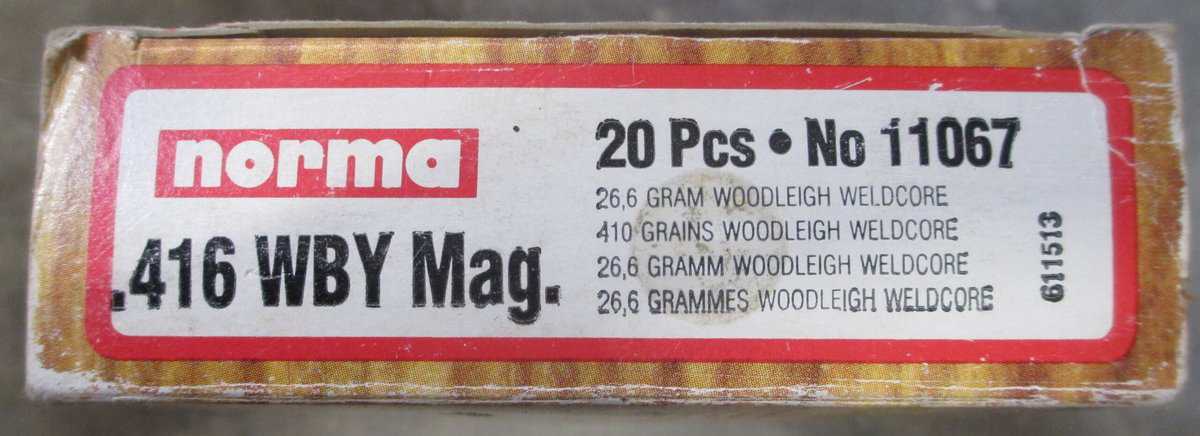 norma
.416 WBY Mag.
20 Pcs • No 11067
26,6 GRAM WOODLEIGH WELDCORE
410 GRAINS WOODLEIGH WELDCORE
26,6 GRAMM WOODLEIGH WELDCORE
26,6 GRAMMES WOODLEIGH WELDCORE
611513